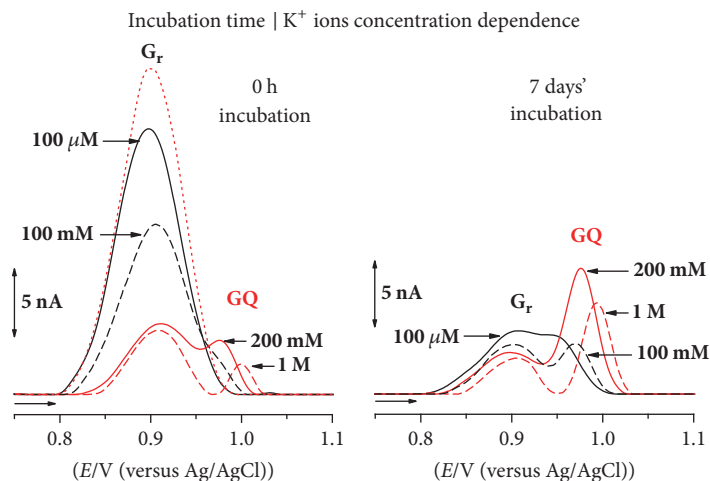 Incubation time | K⁺ ions concentration dependence
Gᵣ
0 h
incubation
100 μM
100 mM
GQ
200 mM
1 M
5 nA
0.8 0.9 1.0 1.1
(E/V (versus Ag/AgCl))
7 days’
incubation
GQ
200 mM
Gᵣ
1 M
100 μM
100 mM
5 nA
0.8 0.9 1.0 1.1
(E/V (versus Ag/AgCl))